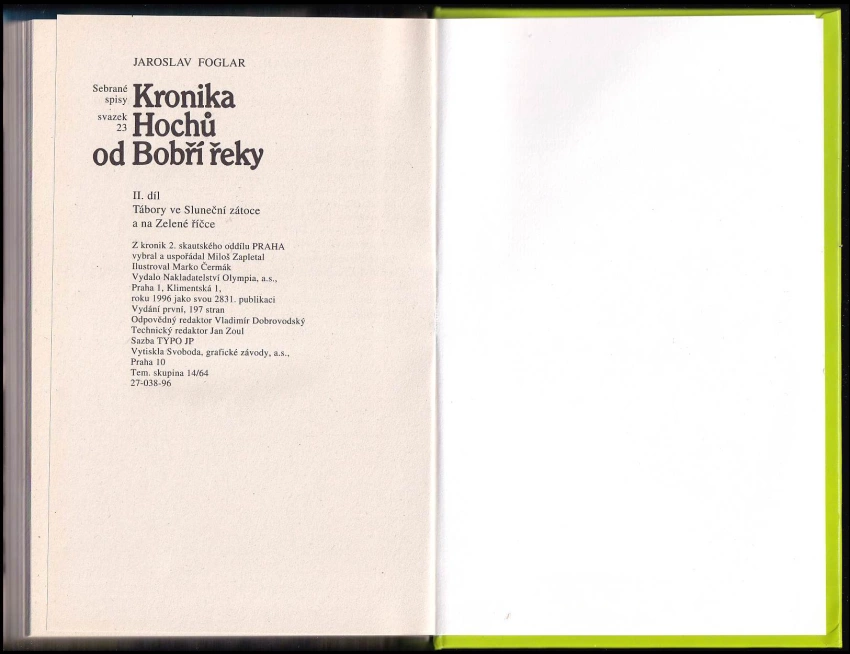 JAROSLAV FOGLAR
Sebrané
spisy
svazek
23
Kronika
Hochů
od Bobří řeky
II. díl
Tábory ve Sluneční zátoce
a na Zelené říčce
Z kronik 2. skautského oddílu PRAHA
vybral a uspořádal Miloš Zapletal
Ilustroval Marko Čermák
Vydalo Nakladatelství Olympia, a.s.,
Praha 1, Klimentská 1,
roku 1996 jako svou 2831. publikaci
Vydání první, 197 stran
Odpovědný redaktor Vladimír Dobrovodský
Technický redaktor Jan Zoul
Sazba TYPO JP
Vytiskla Svoboda, grafické závody, a.s.,
Praha 10
Tem. skupina 14/64
27-038-96